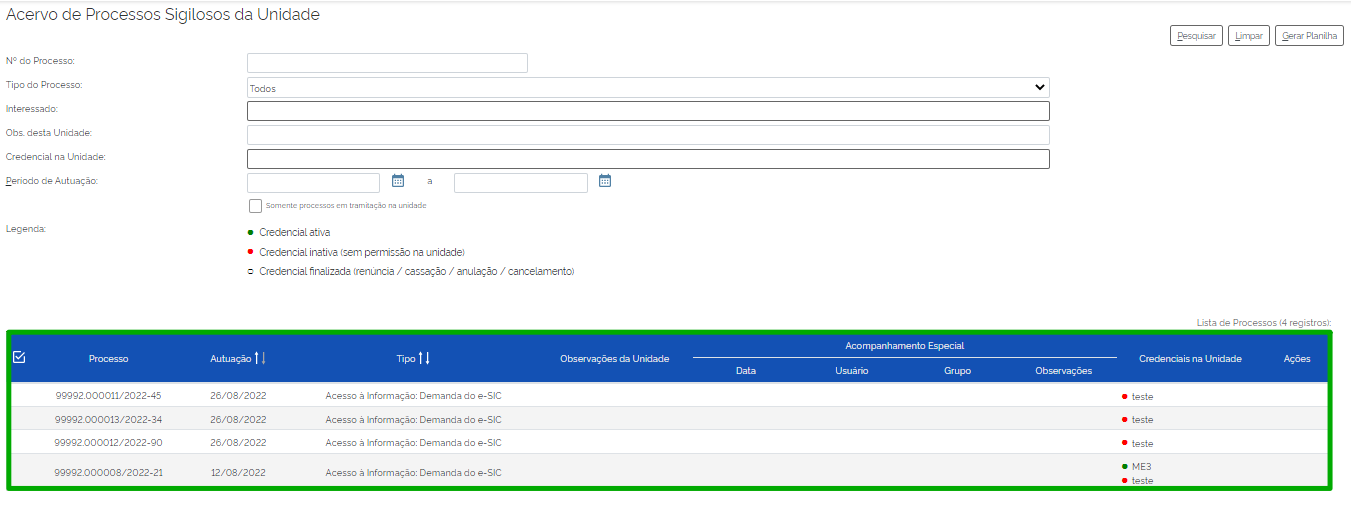 Acervo de Processos Sigilosos da Unidade
Pesquisar Limpar Gerar Planilha
Nº do Processo:
Tipo do Processo: Todos
Interessado:
Obs. desta Unidade:
Credencial na Unidade:
Período de Autuação: a
Somente processos em tramitação na unidade
Legenda: Credencial ativa
Credencial inativa (sem permissão na unidade)
Credencial finalizada (renúncia / cassação / anulação / cancelamento)
Lista de Processos (4 registros):
Acompanhamento Especial
Processo Autuação Tipo Observações da Unidade Credenciais na Unidade Ações
Data Usuário Grupo Observações
99992.000011/2022-45 26/08/2022 Acesso à Informação: Demanda do e-SIC teste
99992.000013/2022-34 26/08/2022 Acesso à Informação: Demanda do e-SIC teste
99992.000012/2022-90 26/08/2022 Acesso à Informação: Demanda do e-SIC teste
99992.000008/2022-21 12/08/2022 Acesso à Informação: Demanda do e-SIC ME3
teste